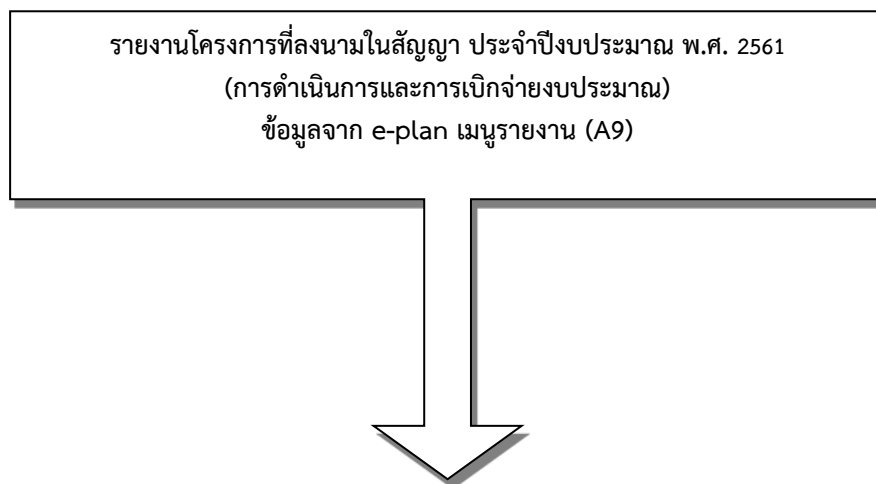 รายงานโครงการที่ลงนามในสัญญา ประจำปีงบประมาณ พ.ศ. 2561
(การดำเนินการและการเบิกจ่ายงบประมาณ)
ข้อมูลจาก e-plan เมนูรายงาน (A9)